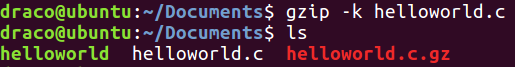 draco@ubuntu:~/Documents$ gzip -k helloworld.c
draco@ubuntu:~/Documents$ ls
helloworld  helloworld.c  helloworld.c.gz